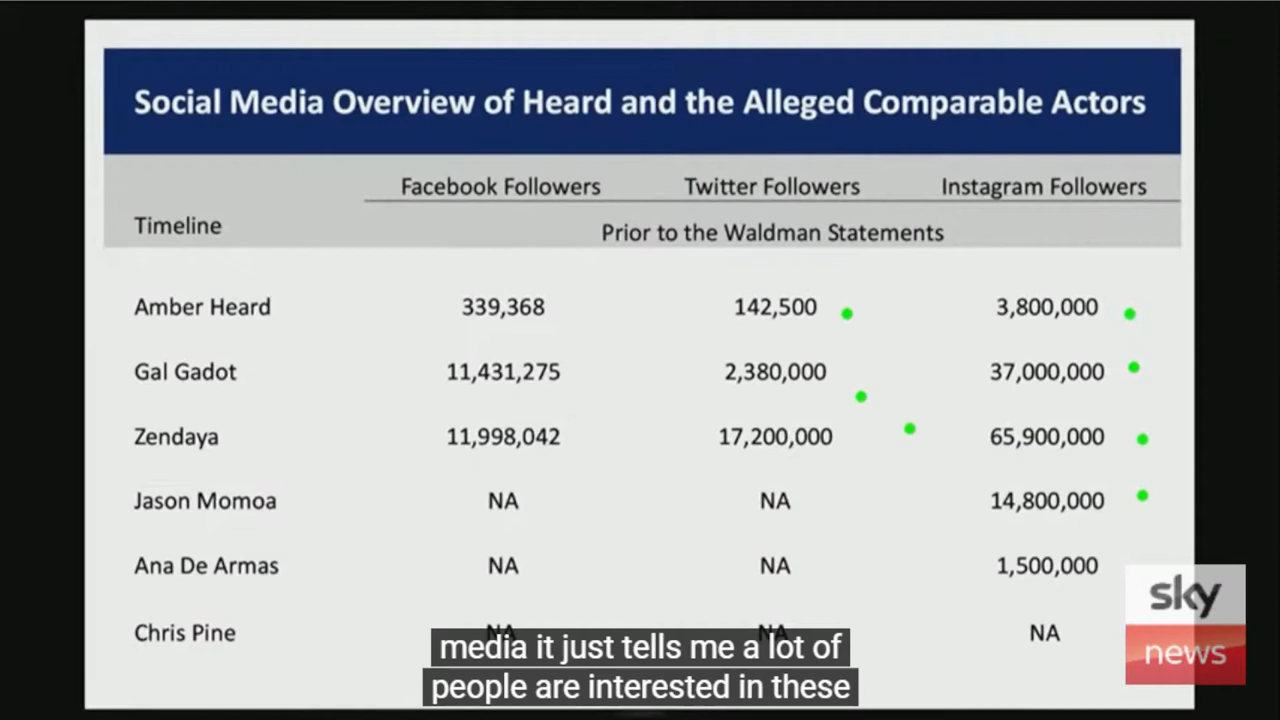 Social Media Overview of Heard and the Alleged Comparable Actors
Facebook Followers Twitter Followers Instagram Followers
Timeline Prior to the Waldman Statements
Amber Heard 339,368 142,500 3,800,000
Gal Gadot 11,431,275 2,380,000 37,000,000
Zendaya 11,998,042 17,200,000 65,900,000
Jason Momoa NA NA 14,800,000
Ana De Armas NA NA 1,500,000
Chris Pine NA NA NA
media it just tells me a lot of
people are interested in these
sky
news